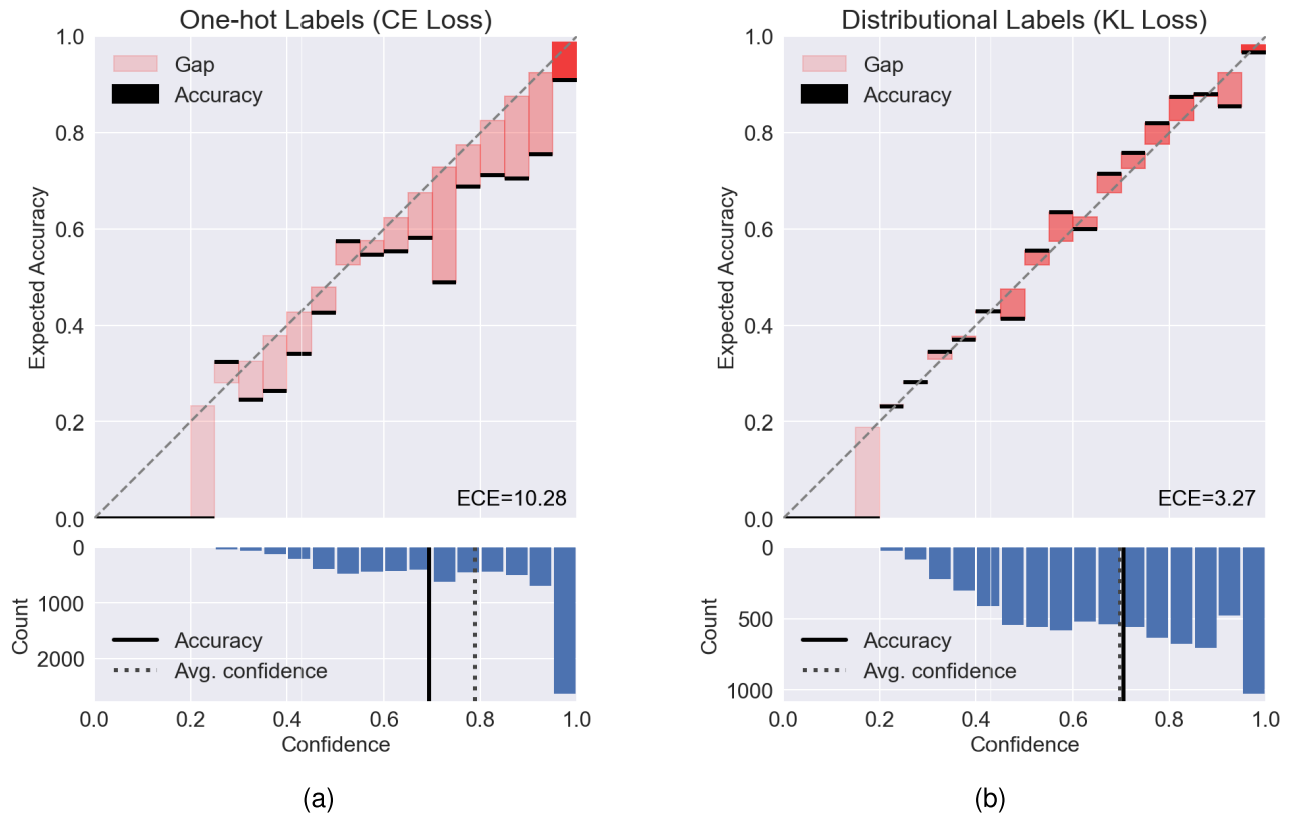 One-hot Labels (CE Loss)
1.0
0.8
0.6
0.4
0.2
0.0
Expected Accuracy
Gap
Accuracy
ECE=10.28
0
1000
2000
Count
Accuracy
Avg. confidence
0.0 0.2 0.4 0.6 0.8 1.0
Confidence
(a)
Distributional Labels (KL Loss)
1.0
0.8
0.6
0.4
0.2
0.0
Expected Accuracy
Gap
Accuracy
ECE=3.27
0
500
1000
Count
Accuracy
Avg. confidence
0.0 0.2 0.4 0.6 0.8 1.0
Confidence
(b)